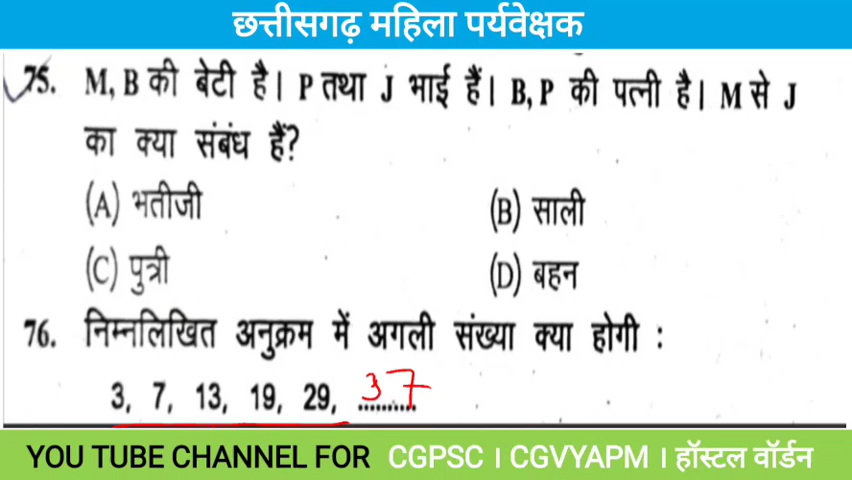 छत्तीसगढ़ महिला पर्यवेक्षक
75. M, B की बेटी है। P तथा J भाई हैं। B, P की पत्नी है। M से J
का क्या संबंध हैं?
(A) भतीजी (B) साली
(C) पुत्री (D) बहन
76. निम्नलिखित अनुक्रम में अगली संख्या क्या होगी :
3, 7, 13, 19, 29, .......... 37
YOU TUBE CHANNEL FOR CGPSC । CGVYAPM । हॉस्टल वॉर्डन